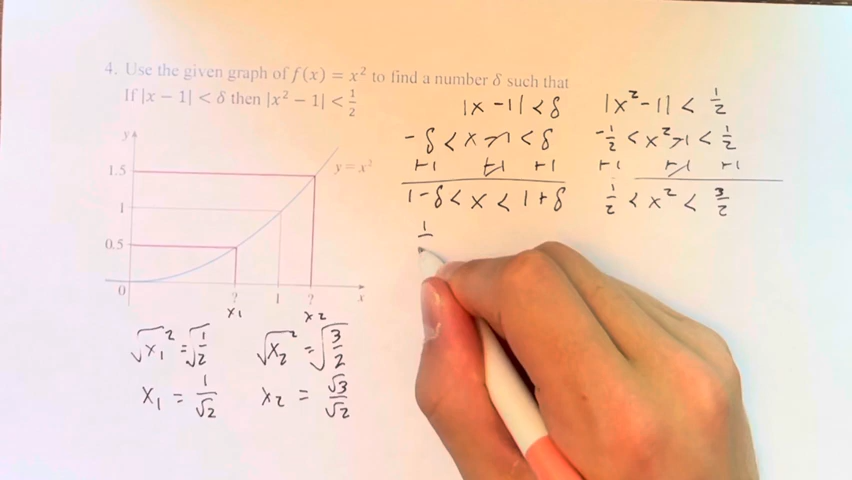 4. Use the given graph of f(x) = x² to find a number δ such that
If |x − 1| < δ then |x² − 1| < 1/2
|x - 1| < δ
-δ < x - 1 < δ
+1 +1 +1
1 - δ < x < 1 + δ
1
|x² - 1| < 1/2
-1/2 < x² - 1 < 1/2
+1 +1 +1
1/2 < x² < 3/2
y
1.5
y = x²
1
0.5
0
? 1 ? x
x₁ x₂
√x₁² = √1/2
√x₂² = √3/2
x₁ = 1/√2
x₂ = √3/√2